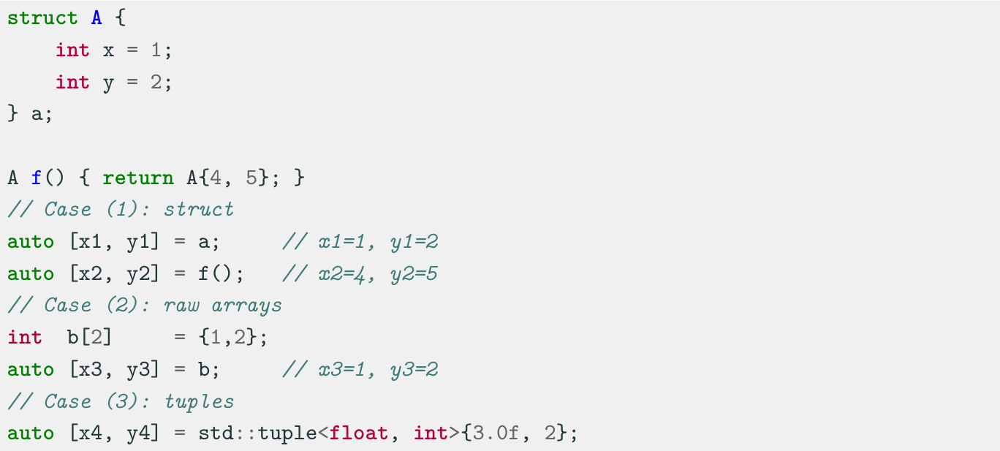 struct A {
    int x = 1;
    int y = 2;
} a;

A f() { return A{4, 5}; }
// Case (1): struct
auto [x1, y1] = a;     // x1=1, y1=2
auto [x2, y2] = f();   // x2=4, y2=5
// Case (2): raw arrays
int  b[2]     = {1,2};
auto [x3, y3] = b;     // x3=1, y3=2
// Case (3): tuples
auto [x4, y4] = std::tuple<float, int>{3.0f, 2};